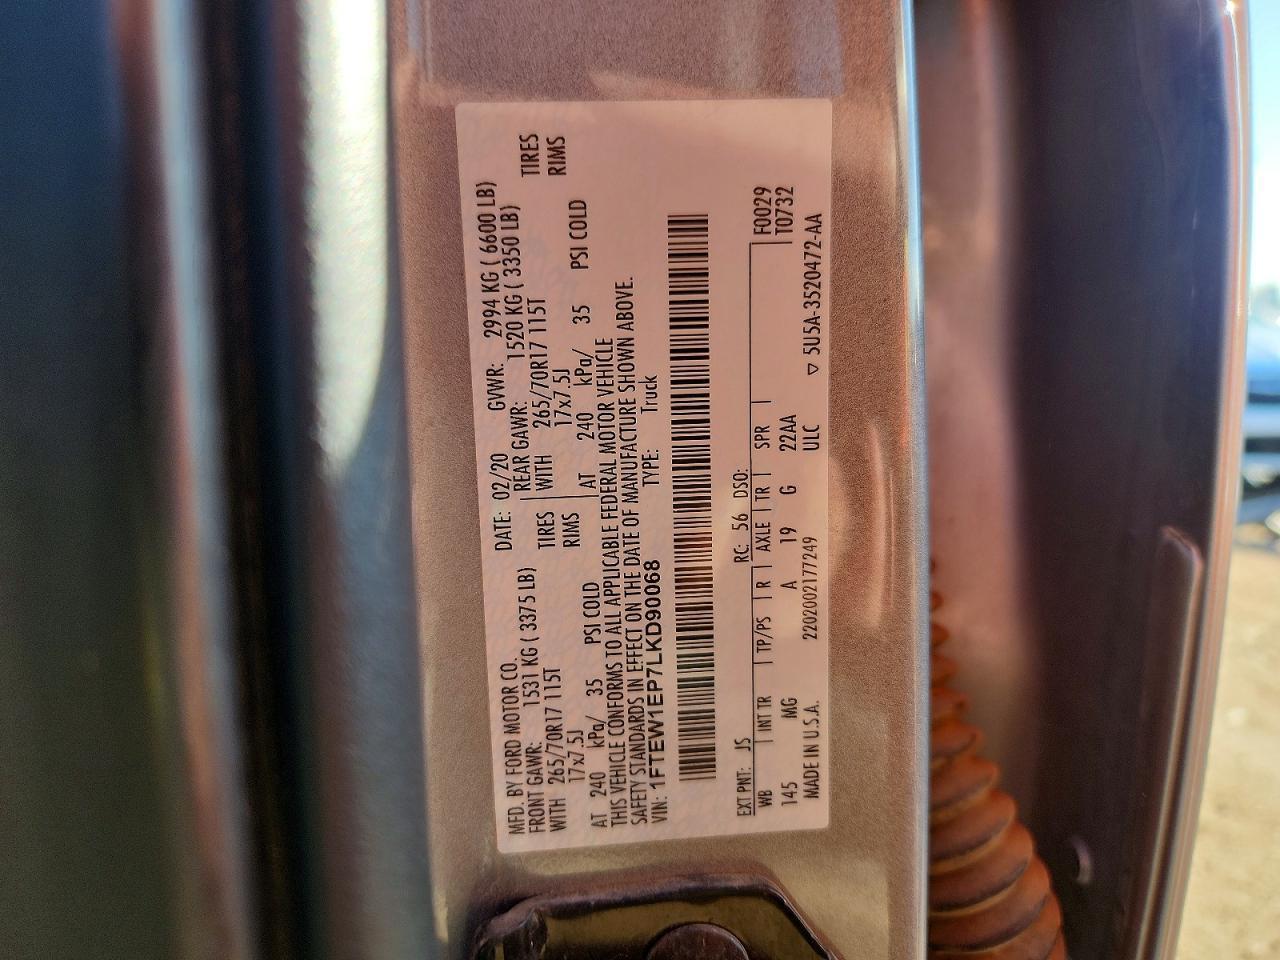 MFD. BY FORD MOTOR CO. DATE: 02/20 GVWR: 2994 KG ( 6600 LB)
FRONT GAWR: 1531 KG ( 3375 LB) REAR GAWR: 1520 KG ( 3350 LB)
WITH 265/70R17 115T TIRES WITH 265/70R17 115T TIRES
17x7.5J RIMS 17x7.5J RIMS
AT 240 kPa/ 35 PSI COLD AT 240 kPa/ 35 PSI COLD
THIS VEHICLE CONFORMS TO ALL APPLICABLE FEDERAL MOTOR VEHICLE
SAFETY STANDARDS IN EFFECT ON THE DATE OF MANUFACTURE SHOWN ABOVE.
VIN: 1FTEW1EP7LKD90068 TYPE: Truck
EXT PNT: JS RC: 56 DSO: F0029
WB | INT TR | TP/PS | R | AXLE | TR | SPR | T0732
145 MG A 19 G 22AA
MADE IN U.S.A. 2202002177249 ULC ▽ 5U5A-3520472-AA